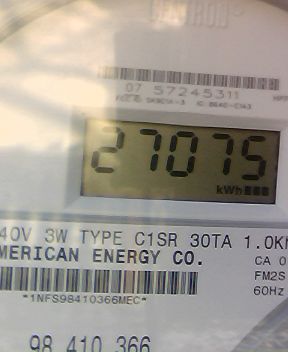 CENTRON
07 57245311
27075
kWh
40V 3W TYPE C1SR 30TA 1.0K
MERICAN ENERGY CO.
CA 0
FM2S
60Hz
*1NFS98410366MEC*
98 410 366